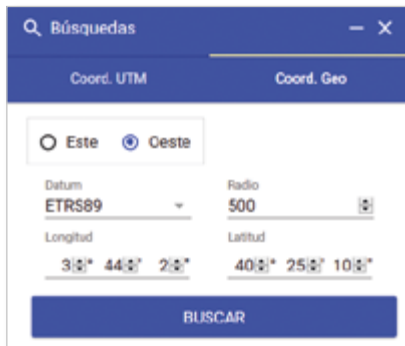 Búsquedas
Coord. UTM Coord. Geo
Este Oeste
Datum Radio
ETRS89 500
Longitud Latitud
3° 44' 2" 40° 25' 10"
BUSCAR